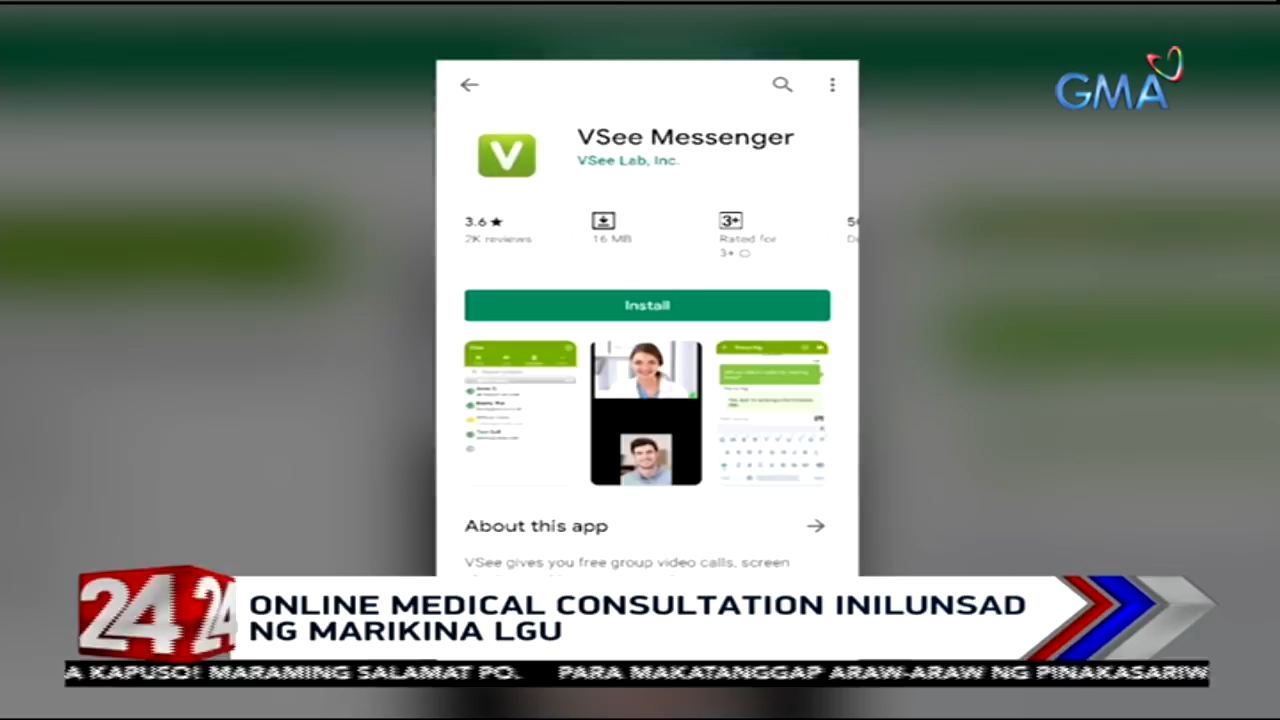 GMA
VSee Messenger
V
VSee Lab, Inc.
3.6 ★
3+
2K reviews
16 MB
Rated for
3+
Install
About this app
VSee gives you free group video calls, screen
24
24
ONLINE MEDICAL CONSULTATION INILUNSAD
NG MARIKINA LGU
A KAPUSO! MARAMING SALAMAT PO. PARA MAKATANGGAP ARAW-ARAW NG PINAKASARIW